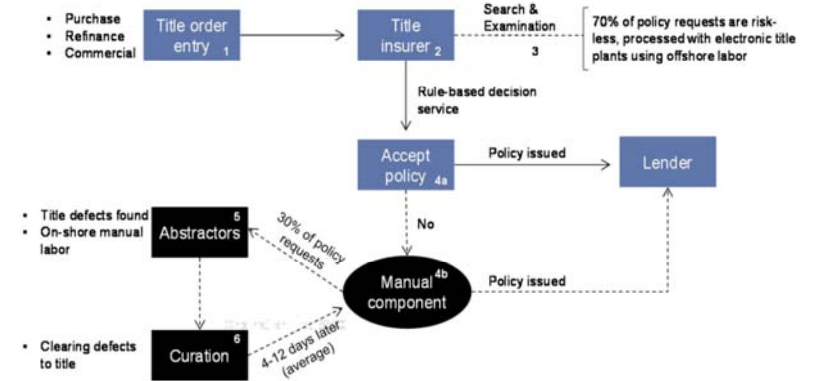 • Purchase
• Refinance
• Commercial
Title order
entry 1
Title
insurer 2
Search &
Examination
3
70% of policy requests are risk-
less, processed with electronic title
plants using offshore labor
Rule-based decision
service
Accept
policy 4a
Policy issued
Lender
No
• Title defects found
• On-shore manual
labor
5
Abstractors
30% of policy
requests
Manual 4b
component
Policy issued
• Clearing defects
to title
6
Curation
4-12 days later
(average)